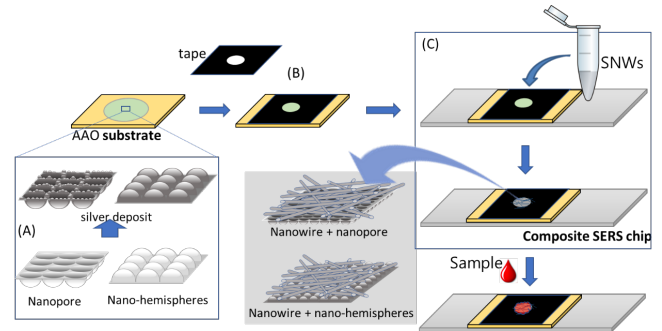 tape
(B)
(C)
SNWs
AAO substrate
silver deposit
(A)
Nanopore
Nano-hemispheres
Nanowire + nanopore
Nanowire + nano-hemispheres
Composite SERS chip
Sample